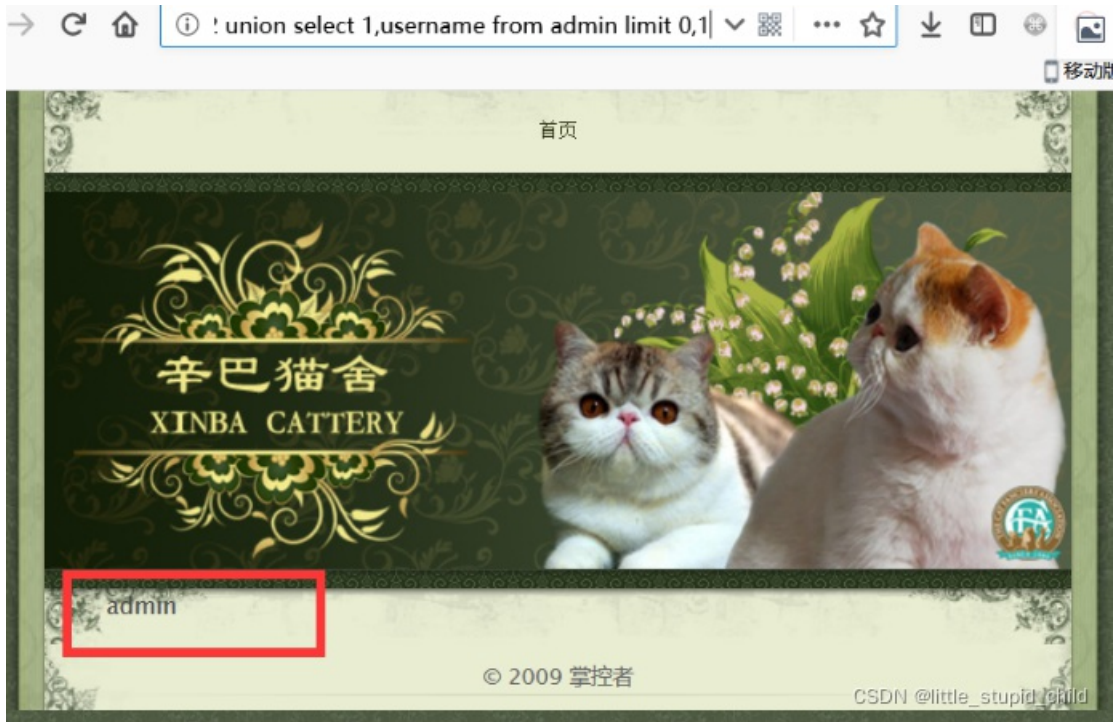 : union select 1,username from admin limit 0,1
移动版
首页
辛巴猫舍
XINBA CATTERY
CFA
admin
© 2009 掌控者
CSDN @little_stupid_child